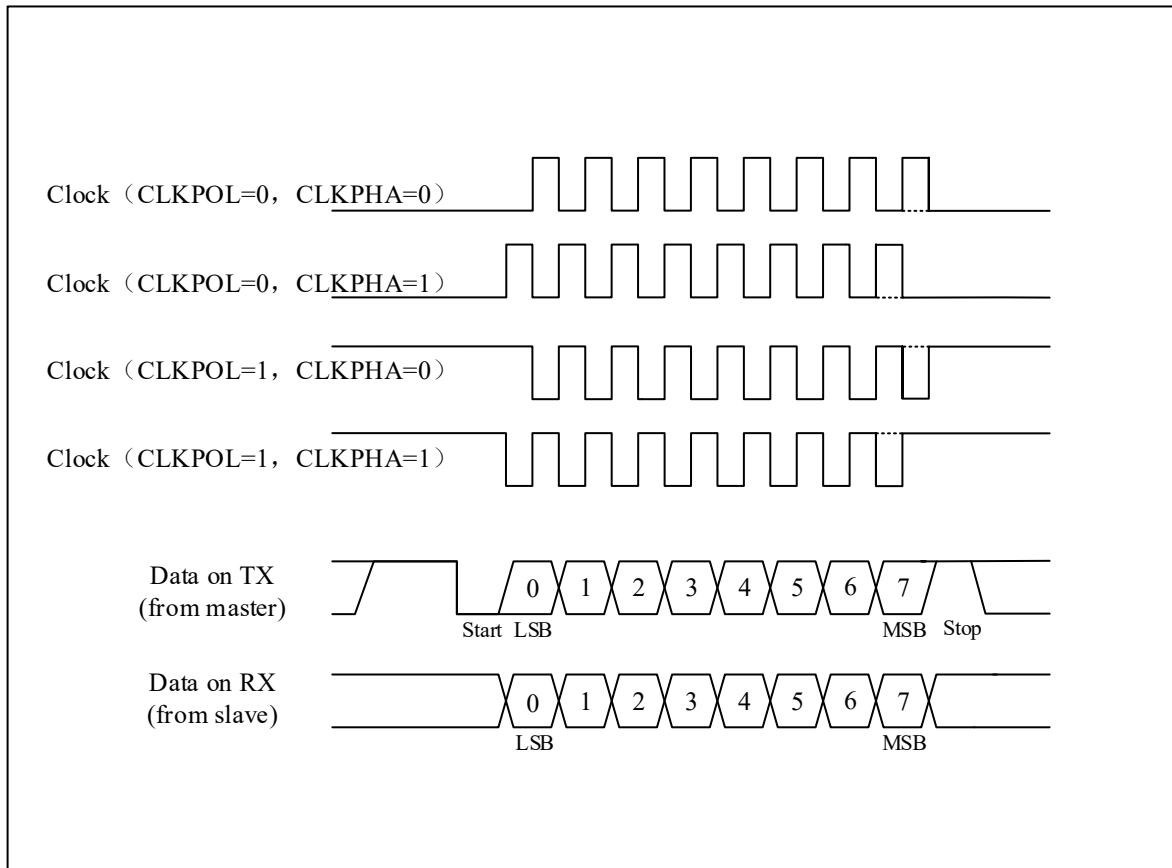 Clock（CLKPOL=0，CLKPHA=0）
Clock（CLKPOL=0，CLKPHA=1）
Clock（CLKPOL=1，CLKPHA=0）
Clock（CLKPOL=1，CLKPHA=1）
Data on TX
(from master)
0 1 2 3 4 5 6 7
Start LSB MSB Stop
Data on RX
(from slave)
0 1 2 3 4 5 6 7
LSB MSB